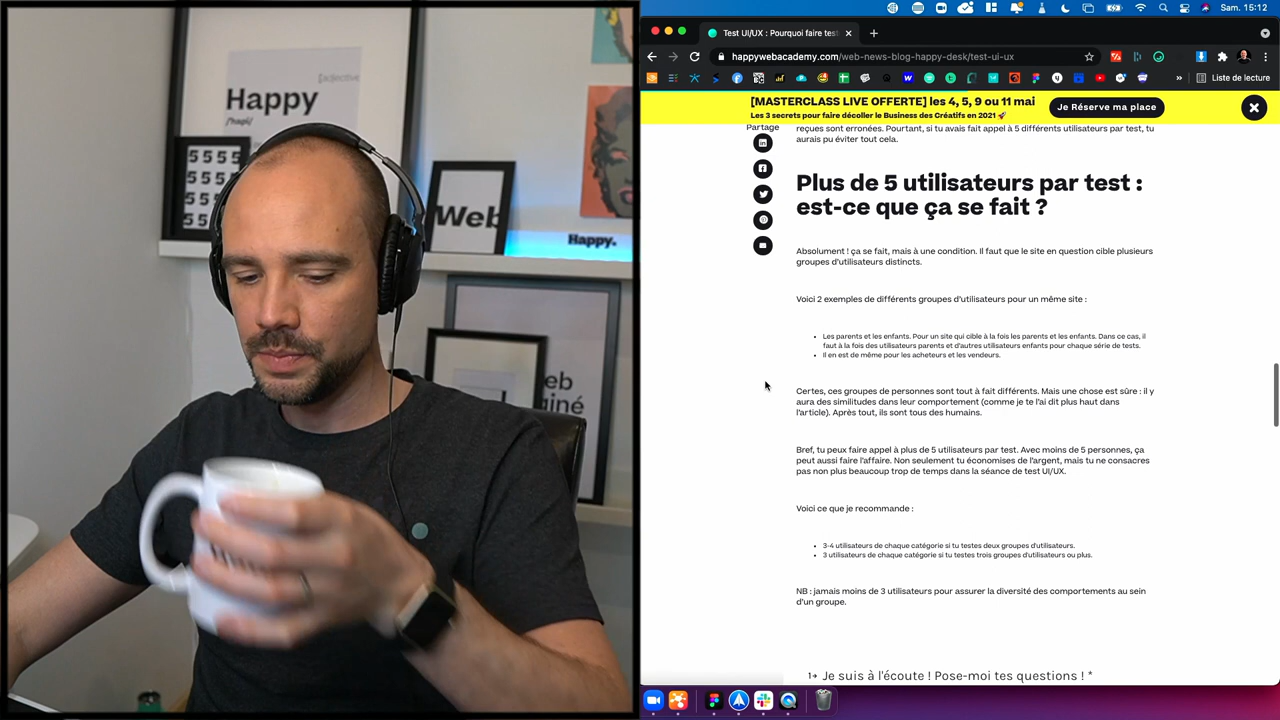 [adjective]
Happy
/'hapi/
5 5 5 5
5 5 5 5
5 5 5 5
Web
Happy.
Sam. 15:12
Test UI/UX : Pourquoi faire test
happywebacademy.com/web-news-blog-happy-desk/test-ui-ux
Liste de lecture
[MASTERCLASS LIVE OFFERTE] les 4, 5, 9 ou 11 mai
Les 3 secrets pour faire décoller le Business des Créatifs en 2021 🚀
Je Réserve ma place
Partage
reçues sont erronées. Pourtant, si tu avais fait appel à 5 différents utilisateurs par test, tu
aurais pu éviter tout cela.
Plus de 5 utilisateurs par test :
est-ce que ça se fait ?
Absolument ! ça se fait, mais à une condition. Il faut que le site en question cible plusieurs
groupes d'utilisateurs distincts.
Voici 2 exemples de différents groupes d'utilisateurs pour un même site :
• Les parents et les enfants. Pour un site qui cible à la fois les parents et les enfants. Dans ce cas, il
faut à la fois des utilisateurs parents et d'autres utilisateurs enfants pour chaque série de tests.
• Il en est de même pour les acheteurs et les vendeurs.
Certes, ces groupes de personnes sont tout à fait différents. Mais une chose est sûre : il y
aura des similitudes dans leur comportement (comme je te l'ai dit plus haut dans
l'article). Après tout, ils sont tous des humains.
Bref, tu peux faire appel à plus de 5 utilisateurs par test. Avec moins de 5 personnes, ça
peut aussi faire l'affaire. Non seulement tu économises de l'argent, mais tu ne consacres
pas non plus beaucoup trop de temps dans la séance de test UI/UX.
Voici ce que je recommande :
• 3-4 utilisateurs de chaque catégorie si tu testes deux groupes d'utilisateurs.
• 3 utilisateurs de chaque catégorie si tu testes trois groupes d'utilisateurs ou plus.
NB : jamais moins de 3 utilisateurs pour assurer la diversité des comportements au sein
d'un groupe.
1→ Je suis à l'écoute ! Pose-moi tes questions ! *